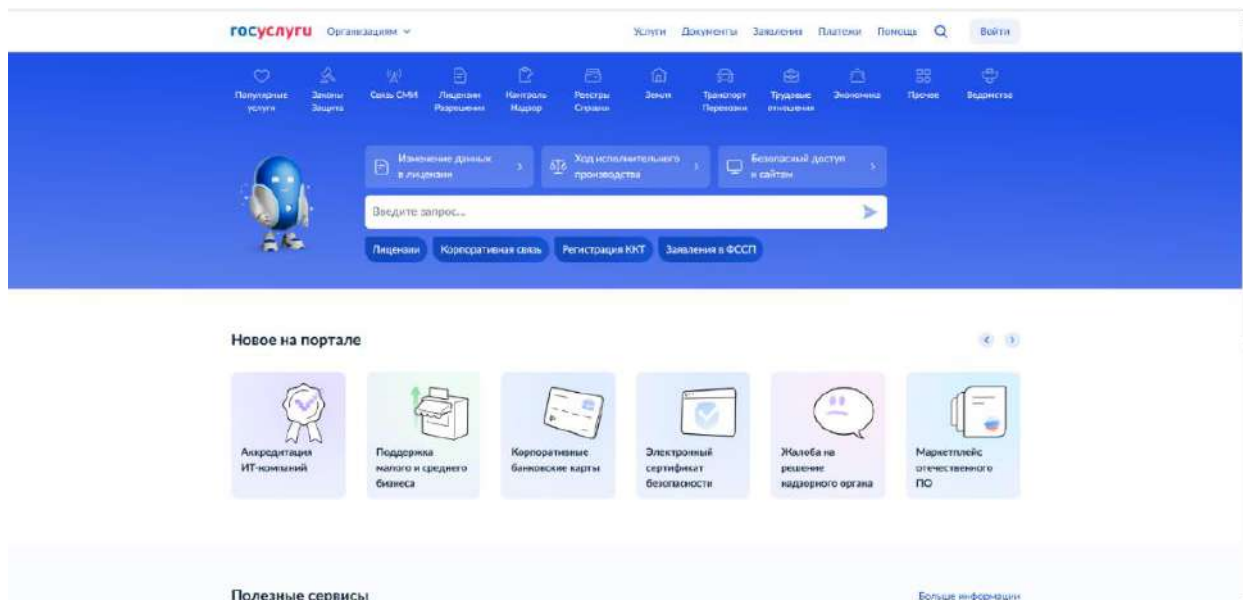 госуслуги Организациям Услуги Документы Заявления Платежи Помощь Войти
Популярные услуги
Законы Защита
Связь СМИ
Лицензии Разрешения
Контроль Надзор
Реестры Справки
Земля
Транспорт Перевозки
Трудовые отношения
Экономика
Прочее
Ведомства
Изменение данных
в лицензии
Ход исполнительного
производства
Безопасный доступ
к сайтам
Введите запрос...
Лицензии Корпоративная связь Регистрация ККТ Заявления в ФССП
Новое на портале
Аккредитация
ИТ-компаний
Поддержка
малого и среднего
бизнеса
Корпоративные
банковские карты
Электронный
сертификат
безопасности
Жалоба на
решение
надзорного органа
Маркетплейс
отечественного
ПО
Полезные сервисы Больше информации